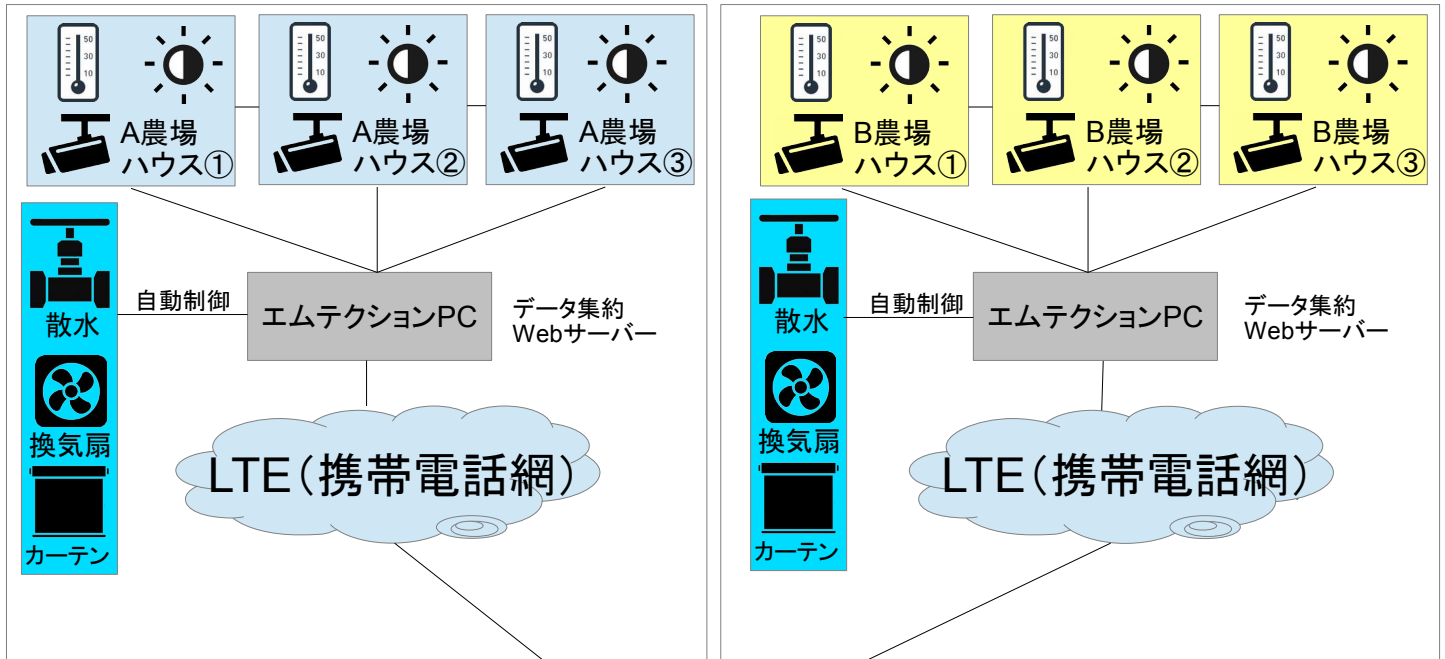 50
30
10
A農場
ハウス①
50
30
10
A農場
ハウス②
50
30
10
A農場
ハウス③
散水
換気扇
カーテン
自動制御
エムテクションPC
データ集約
Webサーバー
LTE(携帯電話網)
50
30
10
B農場
ハウス①
50
30
10
B農場
ハウス②
50
30
10
B農場
ハウス③
散水
換気扇
カーテン
自動制御
エムテクションPC
データ集約
Webサーバー
LTE(携帯電話網)